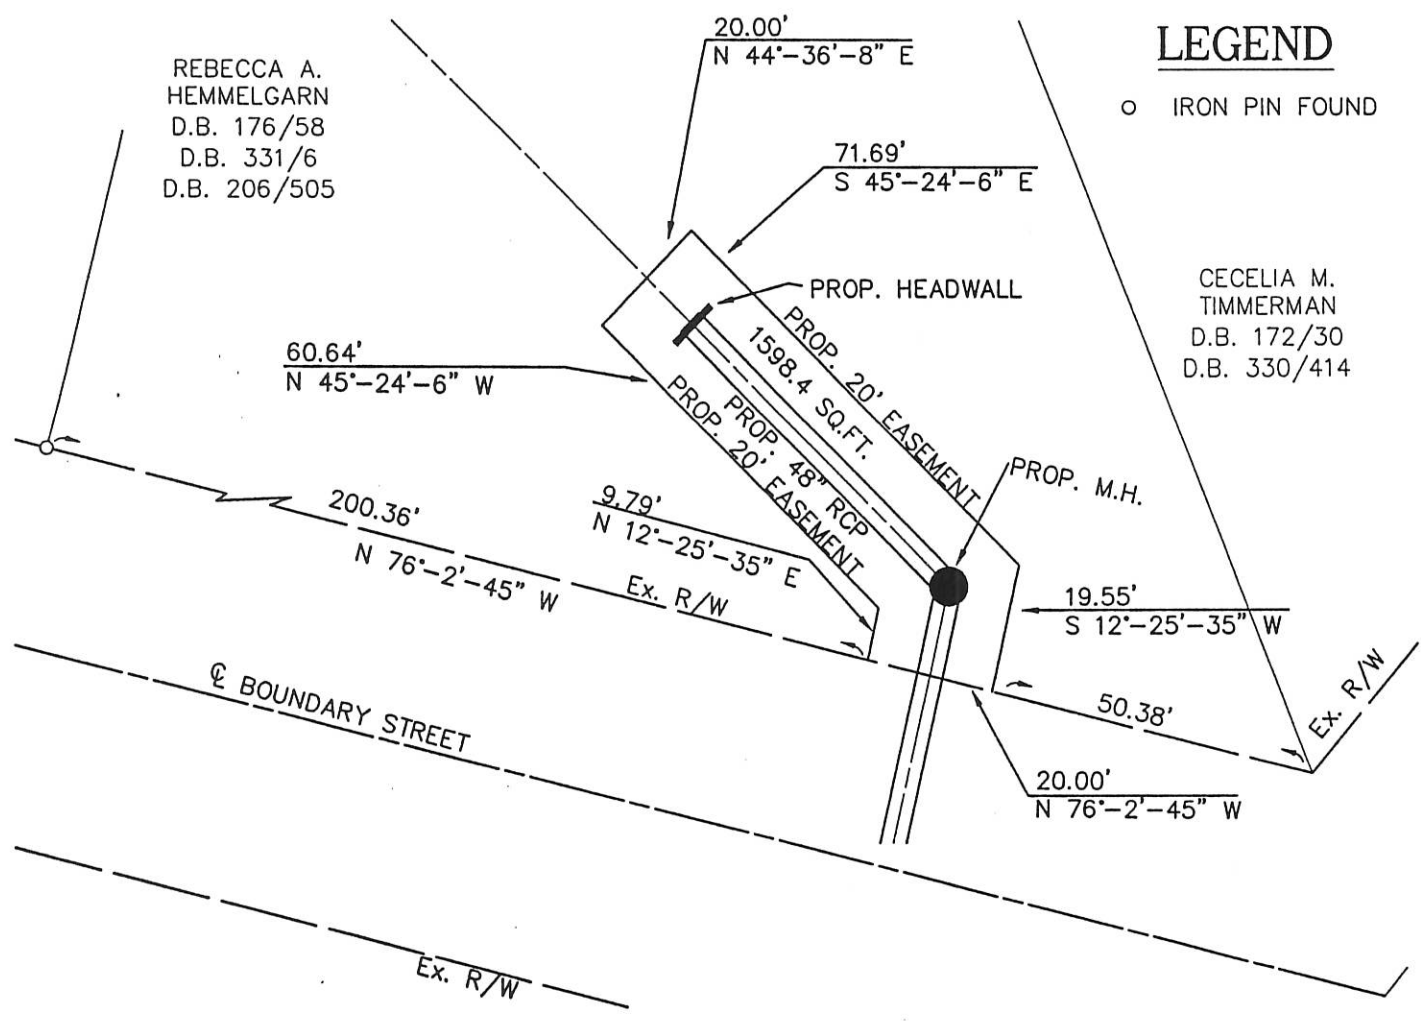 LEGEND
IRON PIN FOUND
REBECCA A.
HEMMELGARN
D.B. 176/58
D.B. 331/6
D.B. 206/505
20.00'
N 44°-36'-8" E
71.69'
S 45°-24'-6" E
PROP. HEADWALL
CECELIA M.
TIMMERMAN
D.B. 172/30
D.B. 330/414
60.64'
N 45°-24'-6" W
PROP. 20' EASEMENT
1598.4 SQ.FT.
PROP. 48" RCP
PROP. 20' EASEMENT
PROP. M.H.
200.36'
N 76°-2'-45" W
9.79'
N 12°-25'-35" E
Ex. R/W
19.55'
S 12°-25'-35" W
℄ BOUNDARY STREET
50.38'
Ex. R/W
20.00'
N 76°-2'-45" W
Ex. R/W